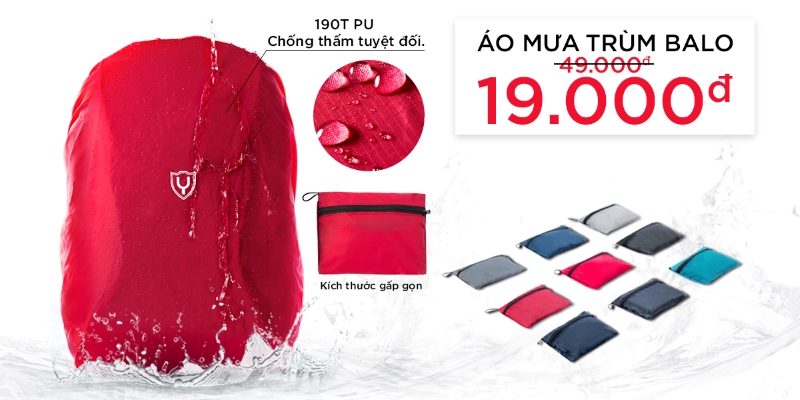 190T PU
Chống thấm tuyệt đối.
Kích thước gấp gọn
ÁO MƯA TRÙM BALO
49.000đ
19.000đ